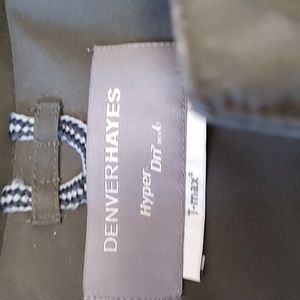 DENVERHAYES
Hyper
Dri
T-max®